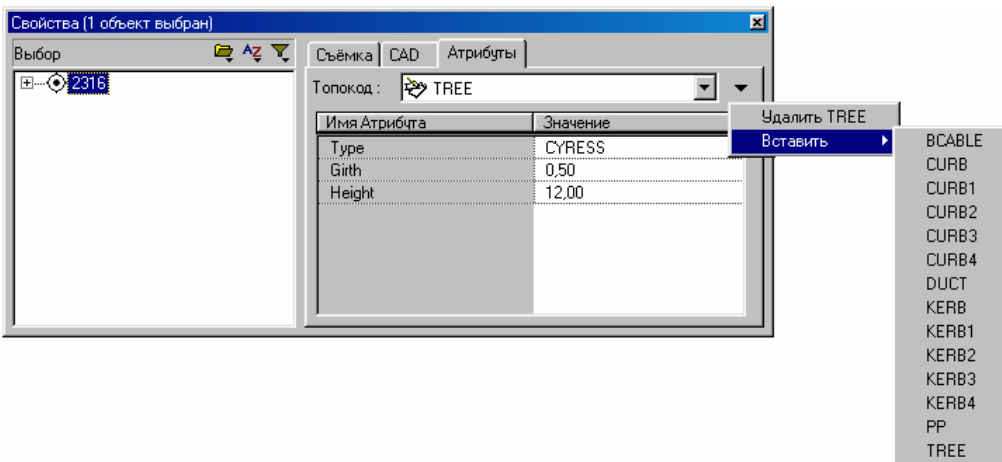 Свойства (1 объект выбран)
Выбор
2316
Съёмка CAD Атрибуты
Топокод : TREE
Имя Атрибута Значение
Type CYRESS
Girth 0,50
Height 12,00
Удалить TREE
Вставить
BCABLE
CURB
CURB1
CURB2
CURB3
CURB4
DUCT
KERB
KERB1
KERB2
KERB3
KERB4
PP
TREE